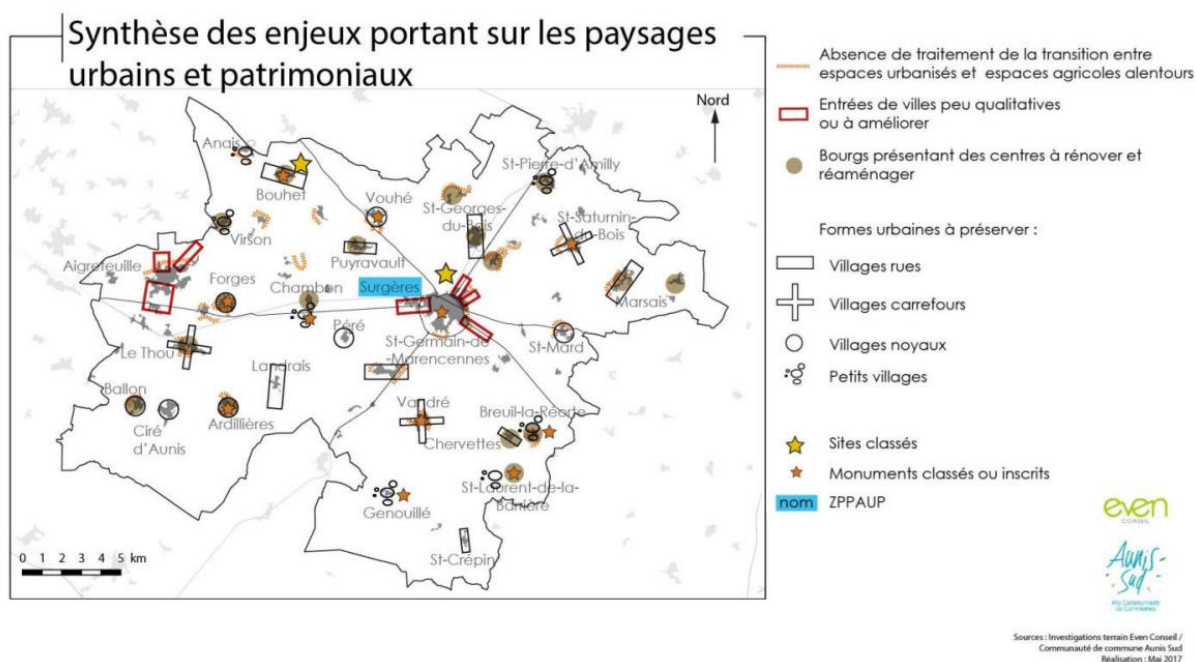 Synthèse des enjeux portant sur les paysages
urbains et patrimoniaux
Nord
Anais
Bouhet
St-Pierre-d'Amilly
Vouhé
St-Georges-
du-Bois
St-Saturnin-
du-Bois
Virson
Puyravault
Aigrefeuille
Forges
Chambon
Surgères
Marsais
Péré
St-Germain-de-
Marencennes
St-Mard
Le Thou
Landrais
Ballon
Ciré
d'Aunis
Ardillières
Vandré
Breuil-la-Réorte
Chervettes
St-Laurent-de-la-
Barrière
Genouillé
St-Crépin
0 1 2 3 4 5 km
Absence de traitement de la transition entre
espaces urbanisés et espaces agricoles alentours
Entrées de villes peu qualitatives
ou à améliorer
Bourgs présentant des centres à rénover et
réaménager
Formes urbaines à préserver :
Villages rues
Villages carrefours
Villages noyaux
Petits villages
Sites classés
Monuments classés ou inscrits
nom ZPPAUP
even
CONSEIL
Aunis
Sud
Communauté
de Communes
Sources : Investigations terrain Even Conseil /
Communauté de commune Aunis Sud
Réalisation : Mai 2017